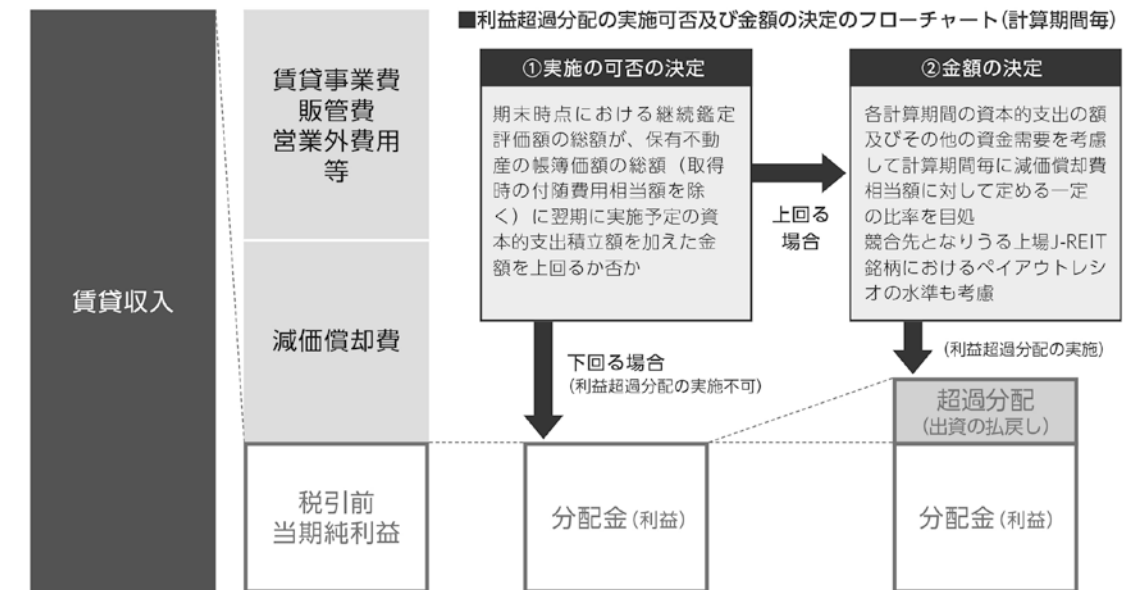 ■利益超過分配の実施可否及び金額の決定のフローチャート(計算期間毎)
賃貸収入
賃貸事業費
販管費
営業外費用
等
減価償却費
税引前
当期純利益
①実施の可否の決定
期末時点における継続鑑定
評価額の総額が、保有不動
産の帳簿価額の総額（取得
時の付随費用相当額を除
く）に翌期に実施予定の資
本的支出積立額を加えた金
額を上回るか否か
上回る
場合
②金額の決定
各計算期間の資本的支出の額
及びその他の資金需要を考慮
して計算期間毎に減価償却費
相当額に対して定める一定
の比率を目処
競合先となりうる上場J-REIT
銘柄におけるペイアウトレシ
オの水準も考慮
下回る場合
(利益超過分配の実施不可)
(利益超過分配の実施)
分配金(利益)
超過分配
(出資の払戻し)
分配金(利益)